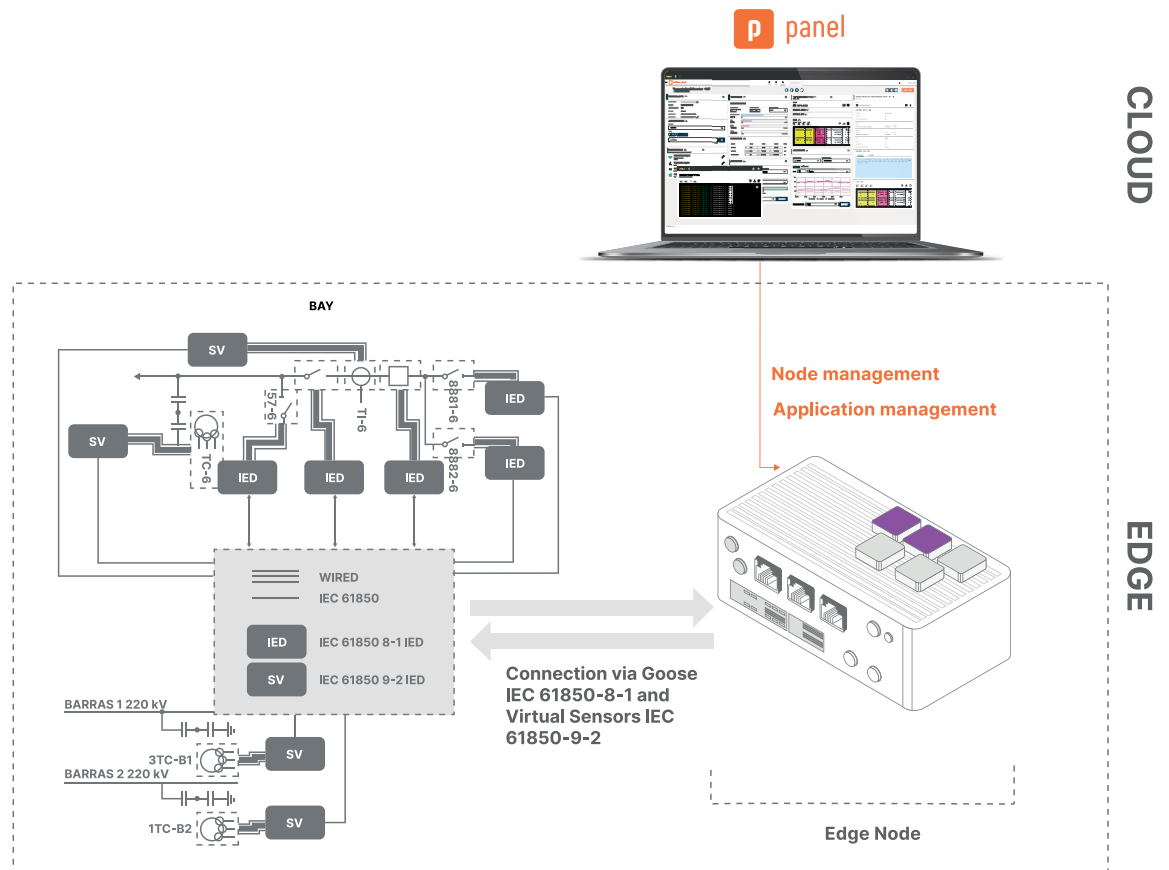 p panel
CLOUD
BAY
SV
8881-6
IED
57-6
TI-6
SV
TC-6
8882-6
IED
IED
IED
IED
Node management
Application management
EDGE
WIRED
IEC 61850
IED
IEC 61850 8-1 IED
SV
IEC 61850 9-2 IED
Connection via Goose
IEC 61850-8-1 and
Virtual Sensors IEC
61850-9-2
BARRAS 1 220 kV
3TC-B1
SV
BARRAS 2 220 kV
1TC-B2
SV
Edge Node